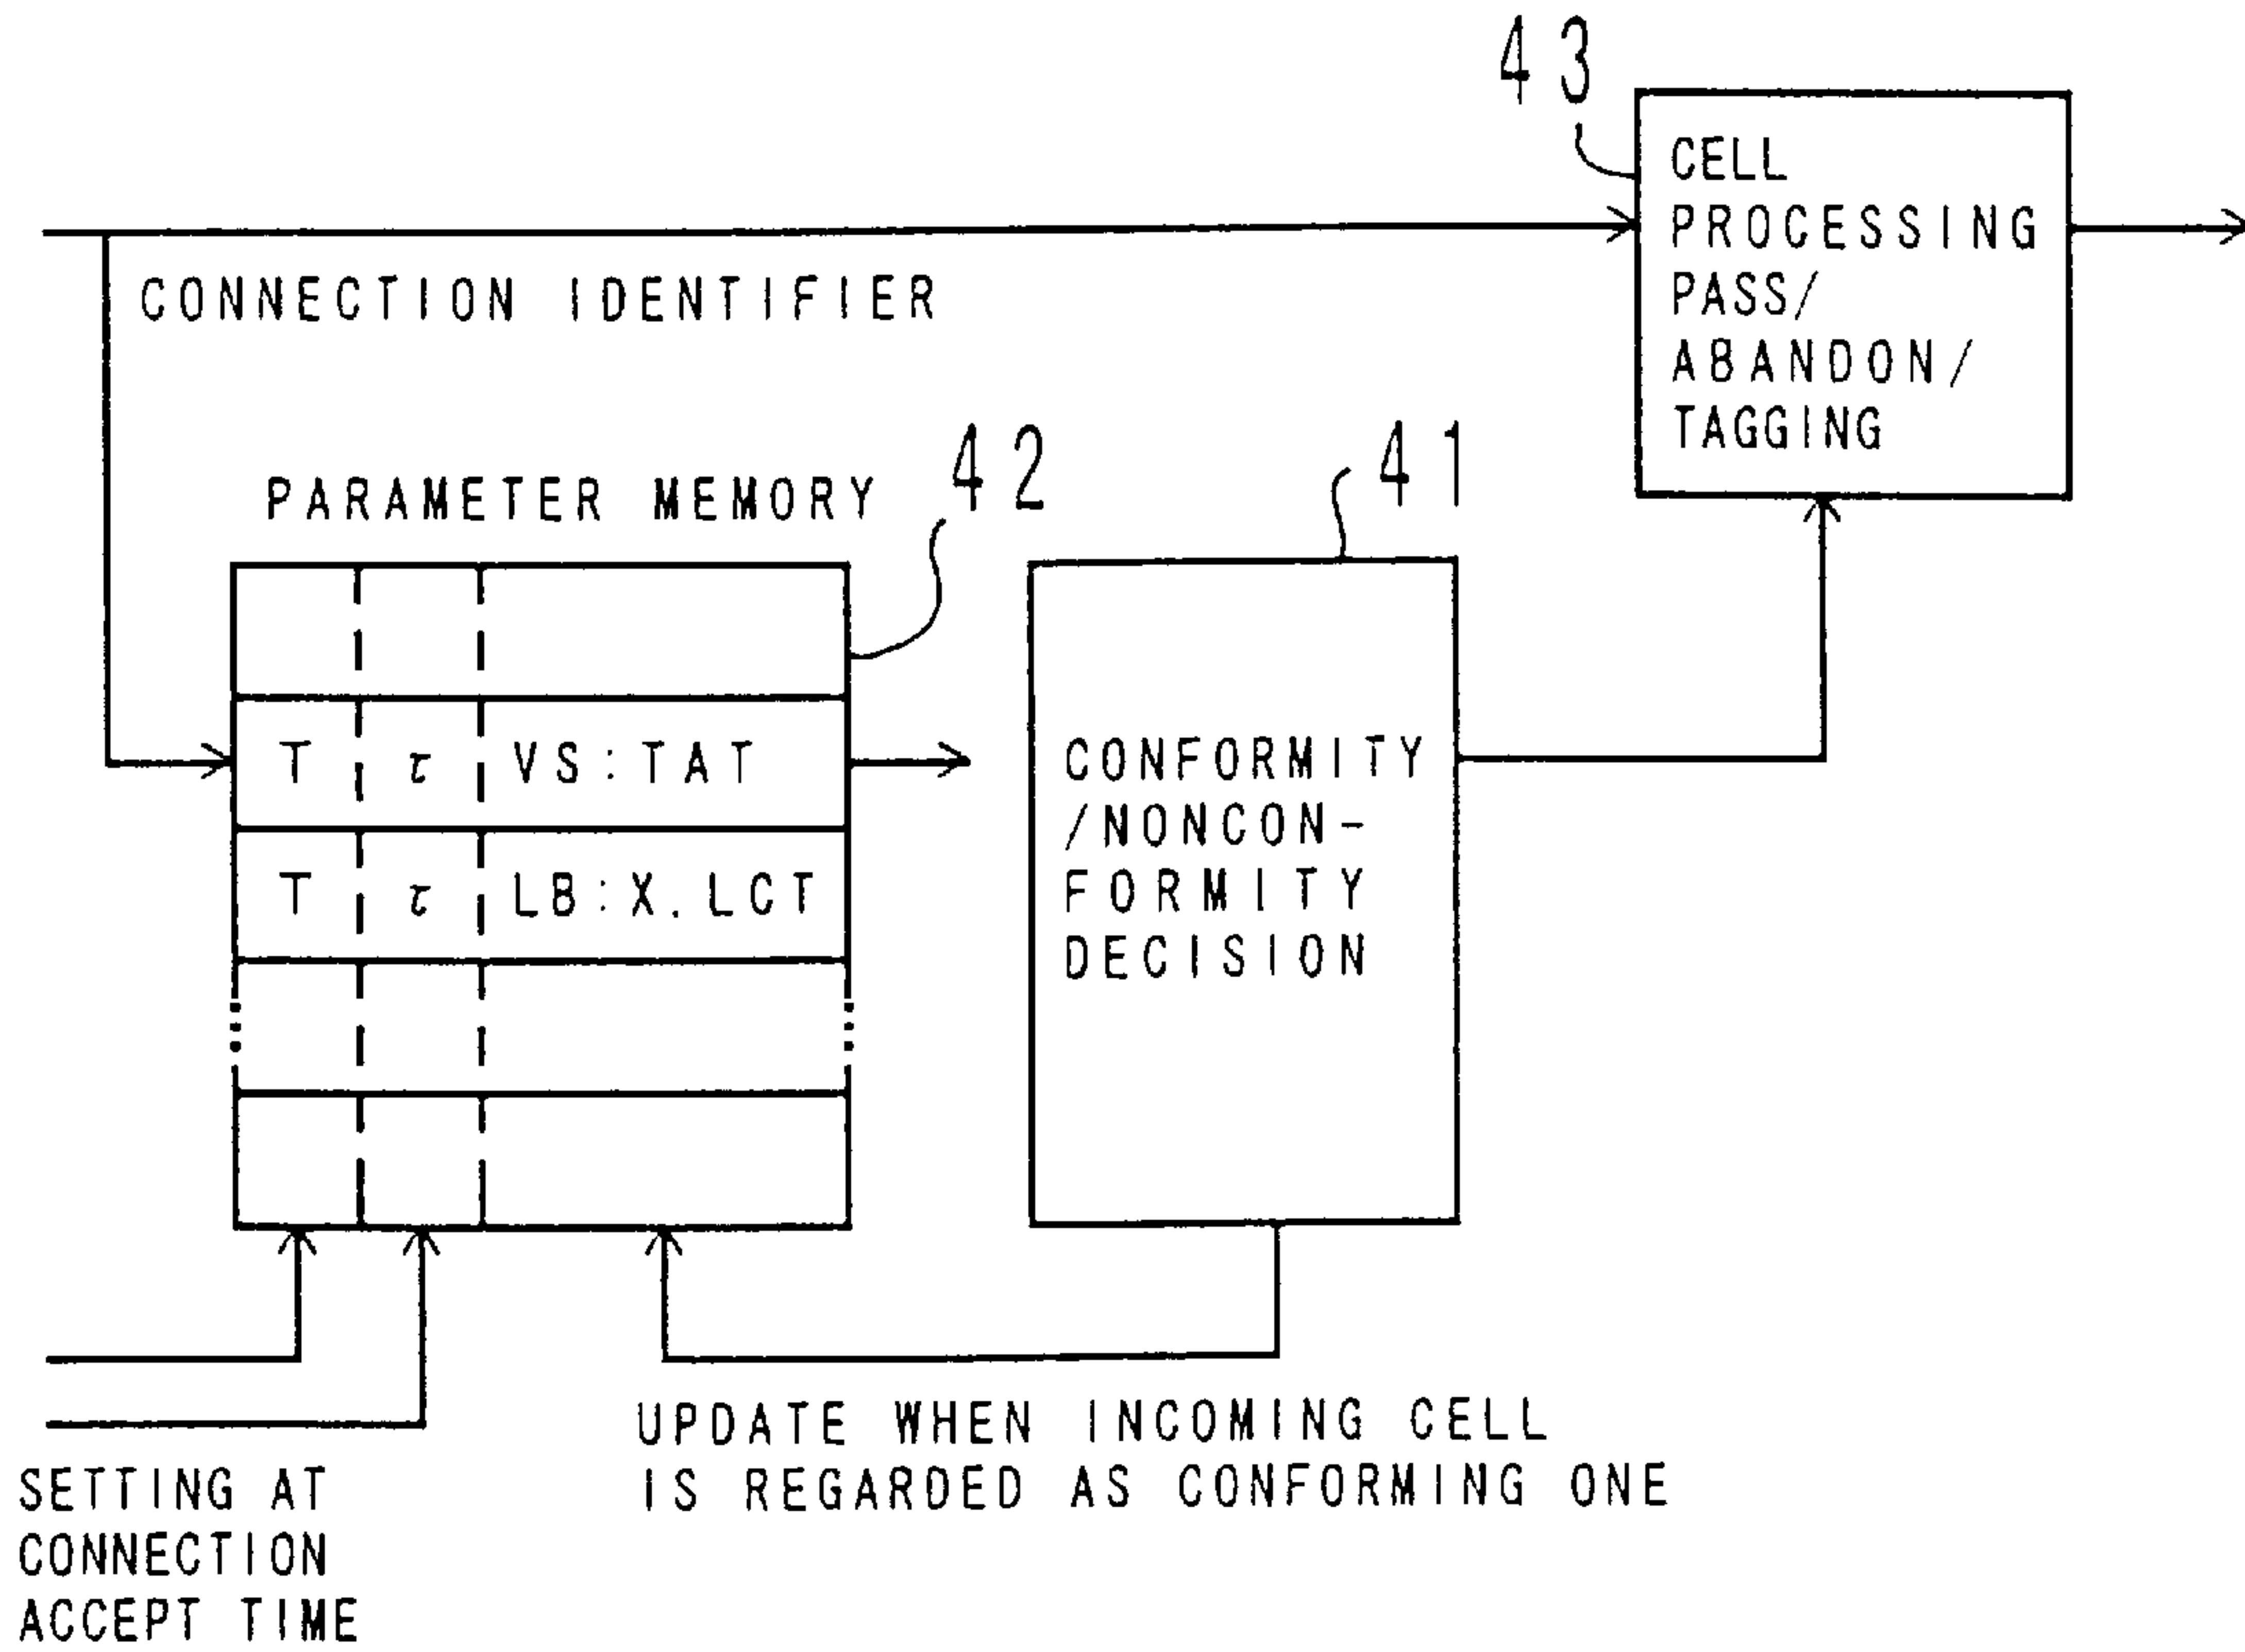 43
CELL
PROCESSING
PASS/
ABANDON/
TAGGING
CONNECTION IDENTIFIER
PARAMETER MEMORY
42
41
T τ VS:TAT
T τ LB:X.LCT
CONFORMITY
/NONCON-
FORMITY
DECISION
UPDATE WHEN INCOMING CELL
IS REGARDED AS CONFORMING ONE
SETTING AT
CONNECTION
ACCEPT TIME